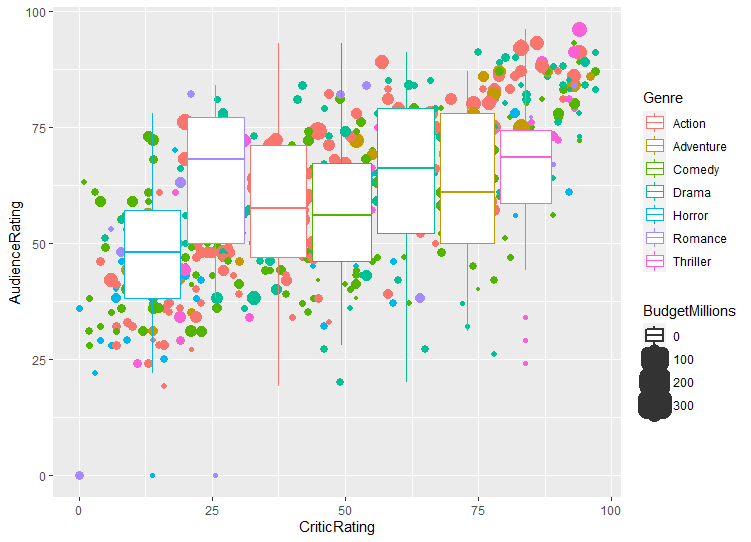 100
75
50
25
0
AudienceRating
0
25
50
75
100
CriticRating
Genre
Action
Adventure
Comedy
Drama
Horror
Romance
Thriller
BudgetMillions
0
100
200
300